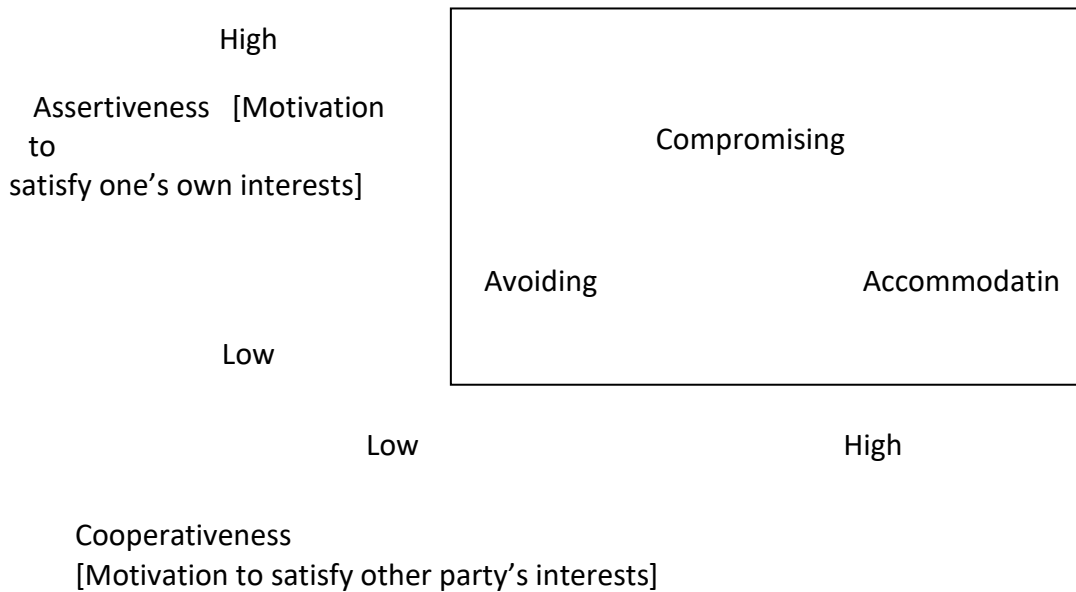 High
Assertiveness [Motivation
to
satisfy one’s own interests]
Compromising
Avoiding
Accommodatin
Low
Low
High
Cooperativeness
[Motivation to satisfy other party’s interests]